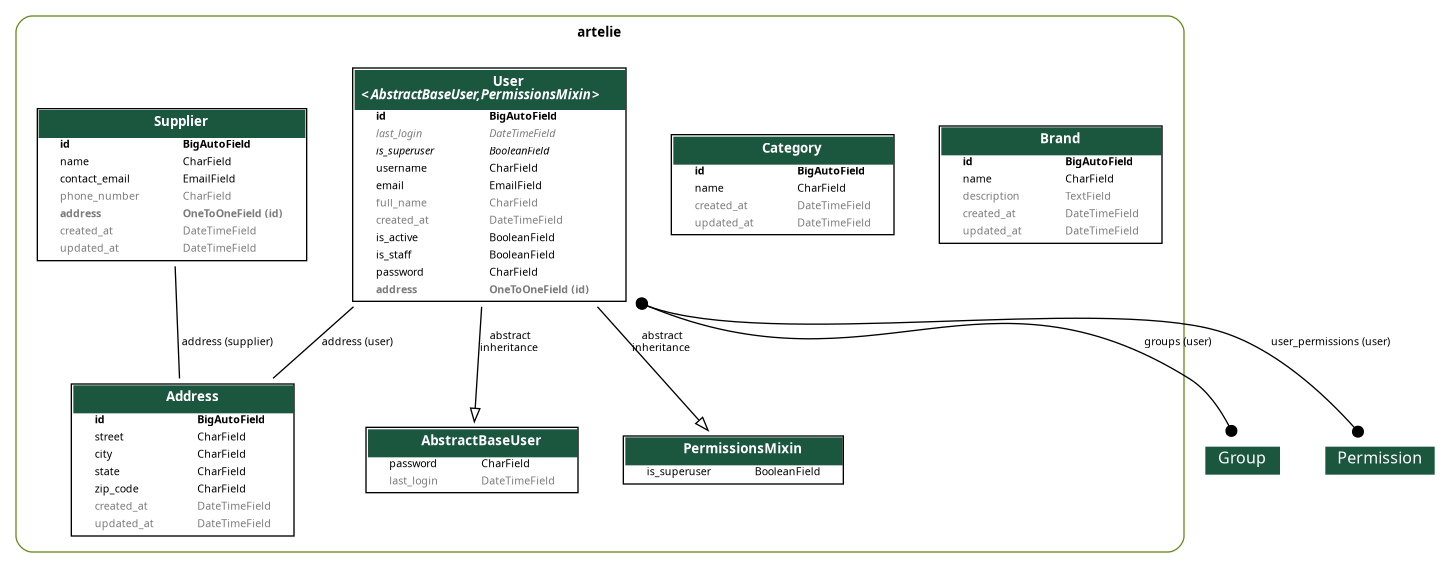 artelie
Supplier
id BigAutoField
name CharField
contact_email EmailField
phone_number CharField
address OneToOneField (id)
created_at DateTimeField
updated_at DateTimeField
User
<AbstractBaseUser,PermissionsMixin>
id BigAutoField
last_login DateTimeField
is_superuser BooleanField
username CharField
email EmailField
full_name CharField
created_at DateTimeField
is_active BooleanField
is_staff BooleanField
password CharField
address OneToOneField (id)
Category
id BigAutoField
name CharField
created_at DateTimeField
updated_at DateTimeField
Brand
id BigAutoField
name CharField
description TextField
created_at DateTimeField
updated_at DateTimeField
address (supplier)
address (user)
abstract
inheritance
abstract
inheritance
groups (user)
user_permissions (user)
Address
id BigAutoField
street CharField
city CharField
state CharField
zip_code CharField
created_at DateTimeField
updated_at DateTimeField
AbstractBaseUser
password CharField
last_login DateTimeField
PermissionsMixin
is_superuser BooleanField
Group
Permission